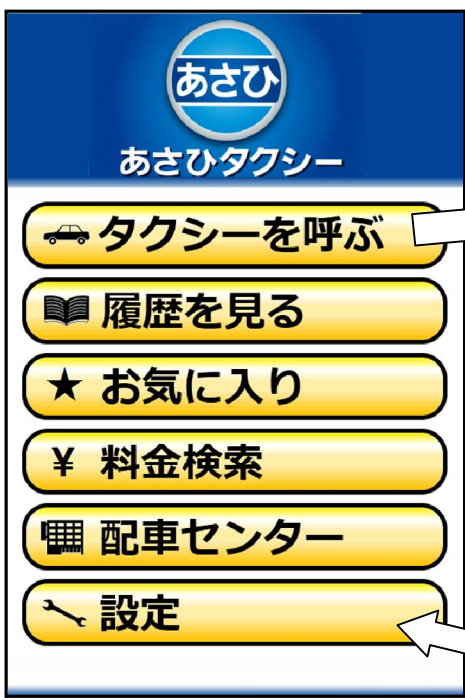 あさひ
あさひタクシー
タクシーを呼ぶ
履歴を見る
★ お気に入り
¥ 料金検索
配車センター
設定